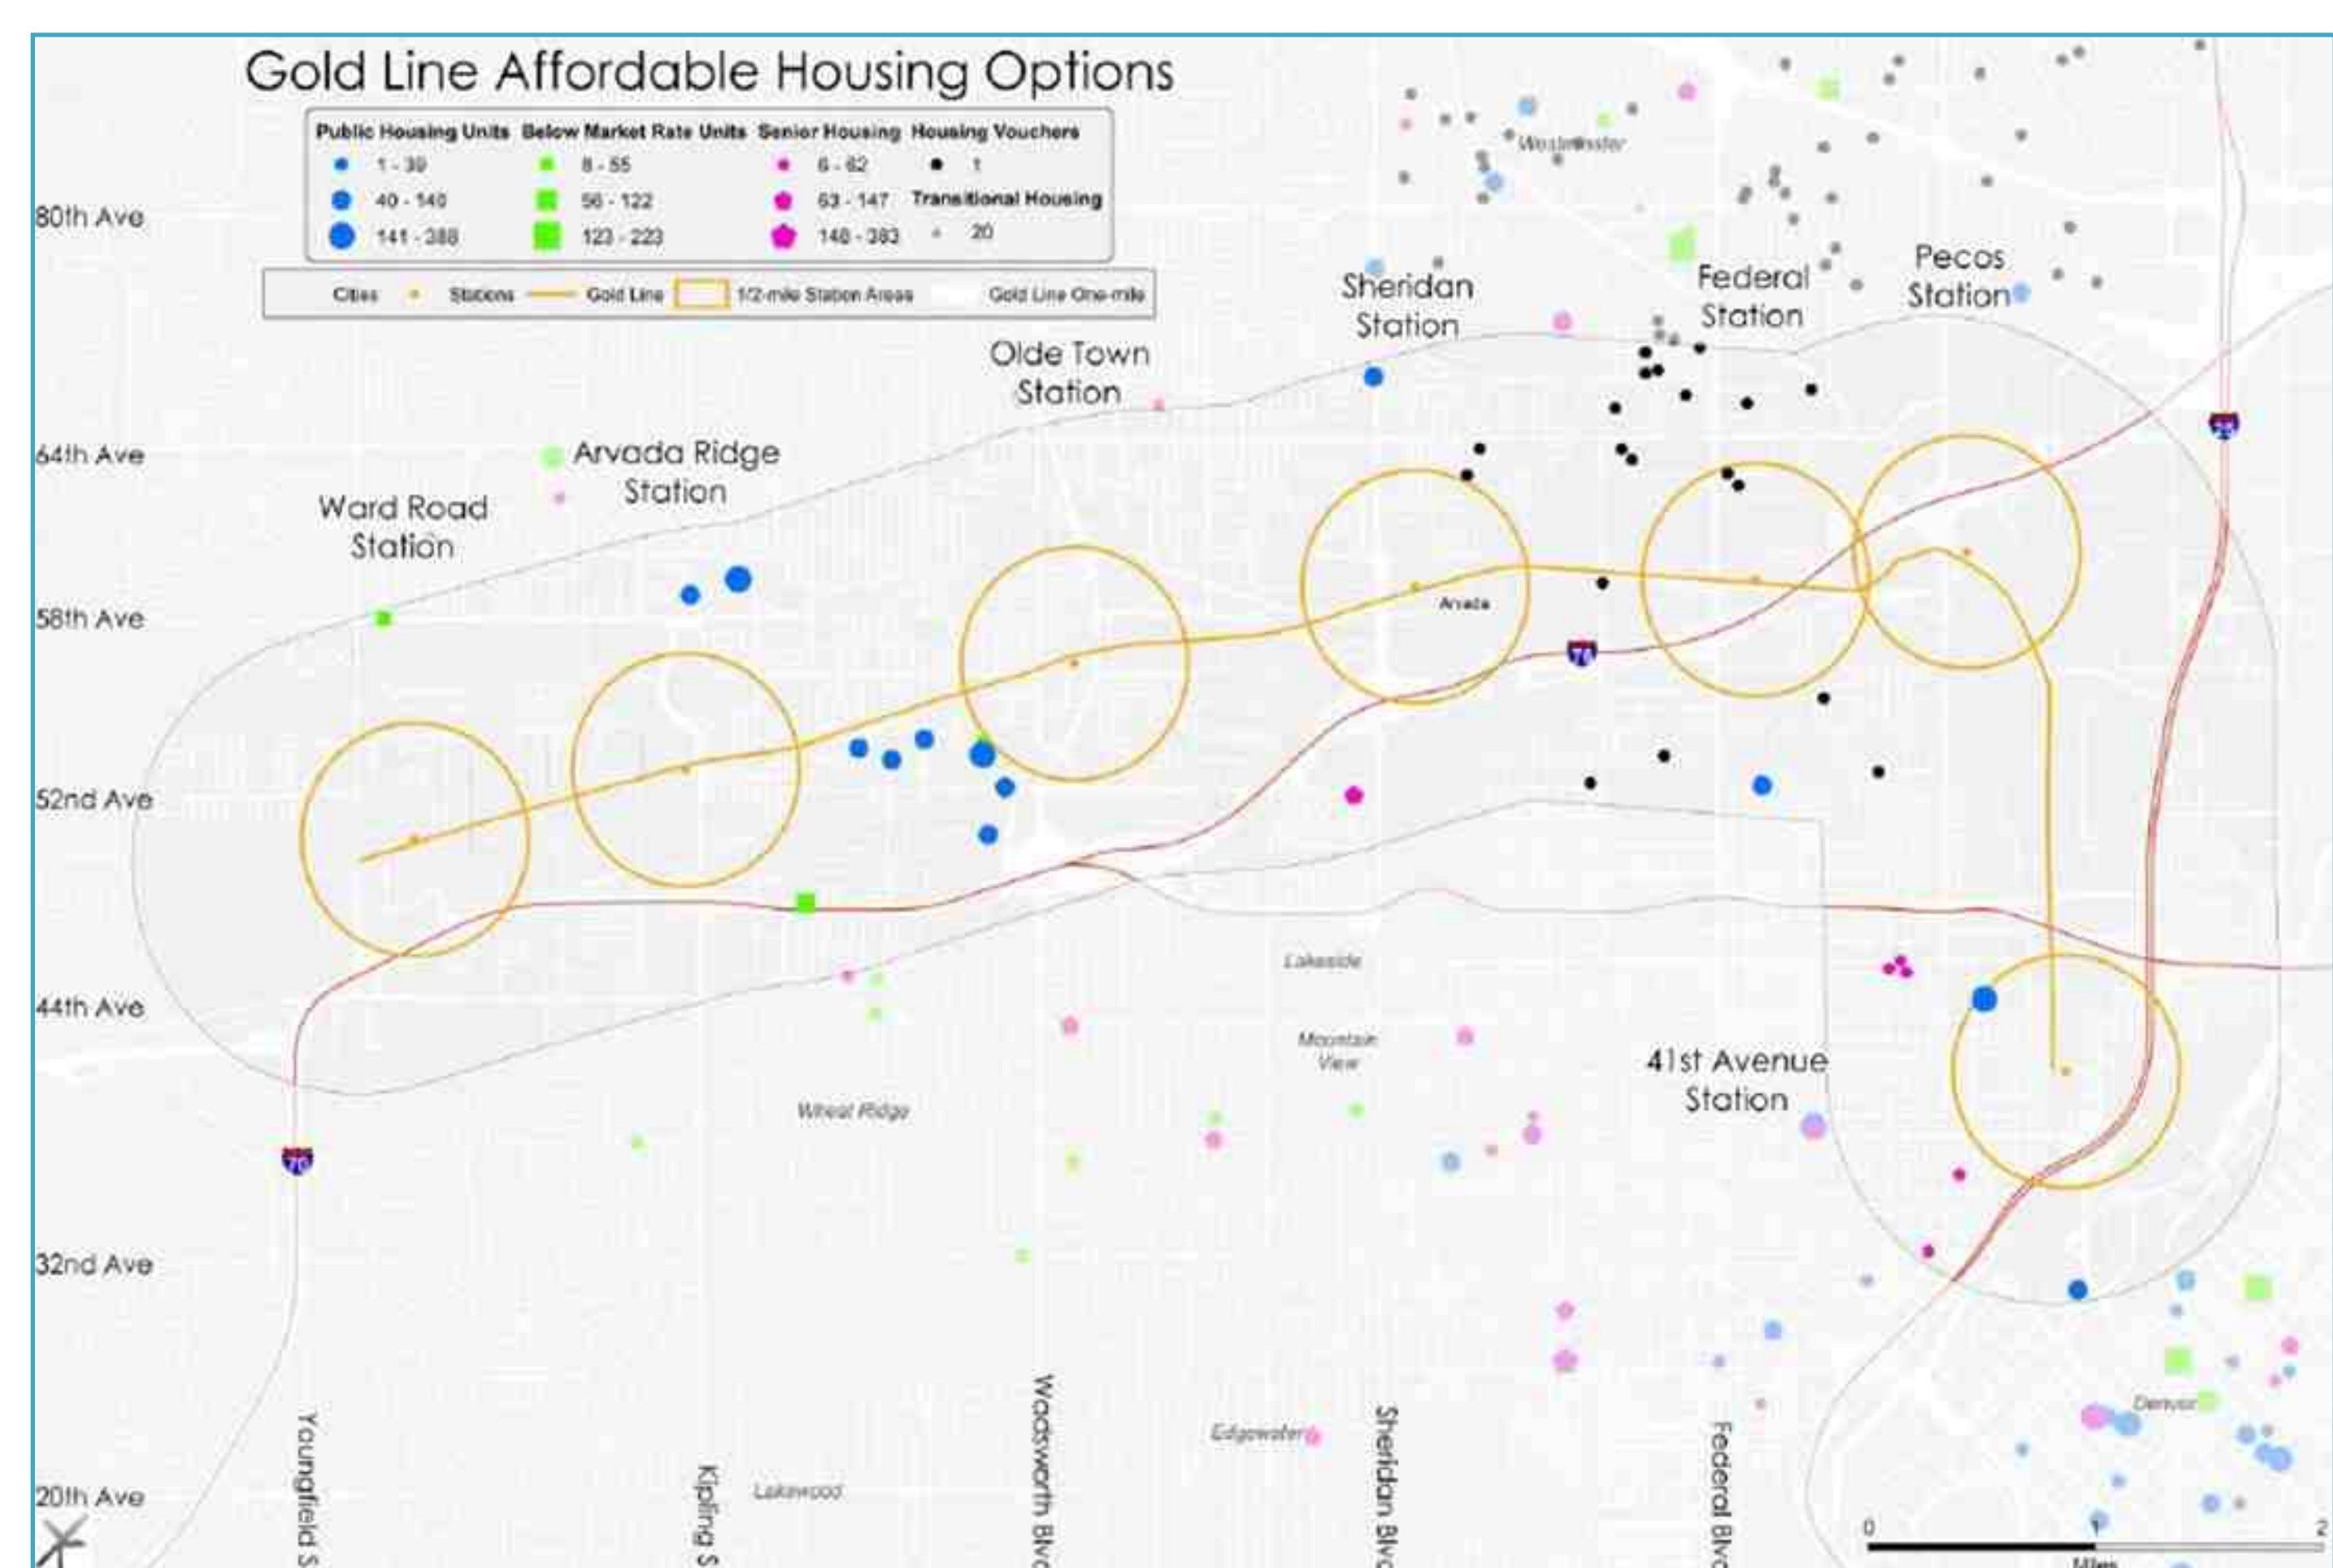 Gold Line Affordable Housing Options
Public Housing Units Below Market Rate Units Senior Housing Housing Vouchers
1 - 39 8 - 55 6 - 62 1
40 - 140 56 - 122 63 - 147 Transitional Housing
141 - 388 123 - 223 148 - 383 20
Cities Stations Gold Line 1/2-mile Station Areas Gold Line One-mile
Westminster
80th Ave
Pecos
Station
Federal
Station
Sheridan
Station
Olde Town
Station
64th Ave
Arvada Ridge
Station
Ward Road
Station
Arvada
58th Ave
76
52nd Ave
Lakeside
44th Ave
Mountain
View
41st Avenue
Station
Wheat Ridge
70
32nd Ave
Denver
Edgewater
Lakewood
20th Ave
Youngfield S
Kipling S
Wadsworth Blvd
Sheridan Blvd
Federal Blvd
0 1 2
Miles